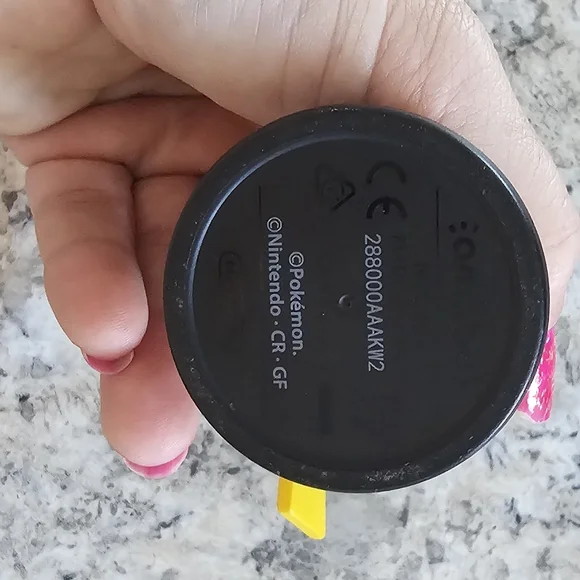 CE
288000AAAKW2
©Pokémon.
©Nintendo・CR・GF